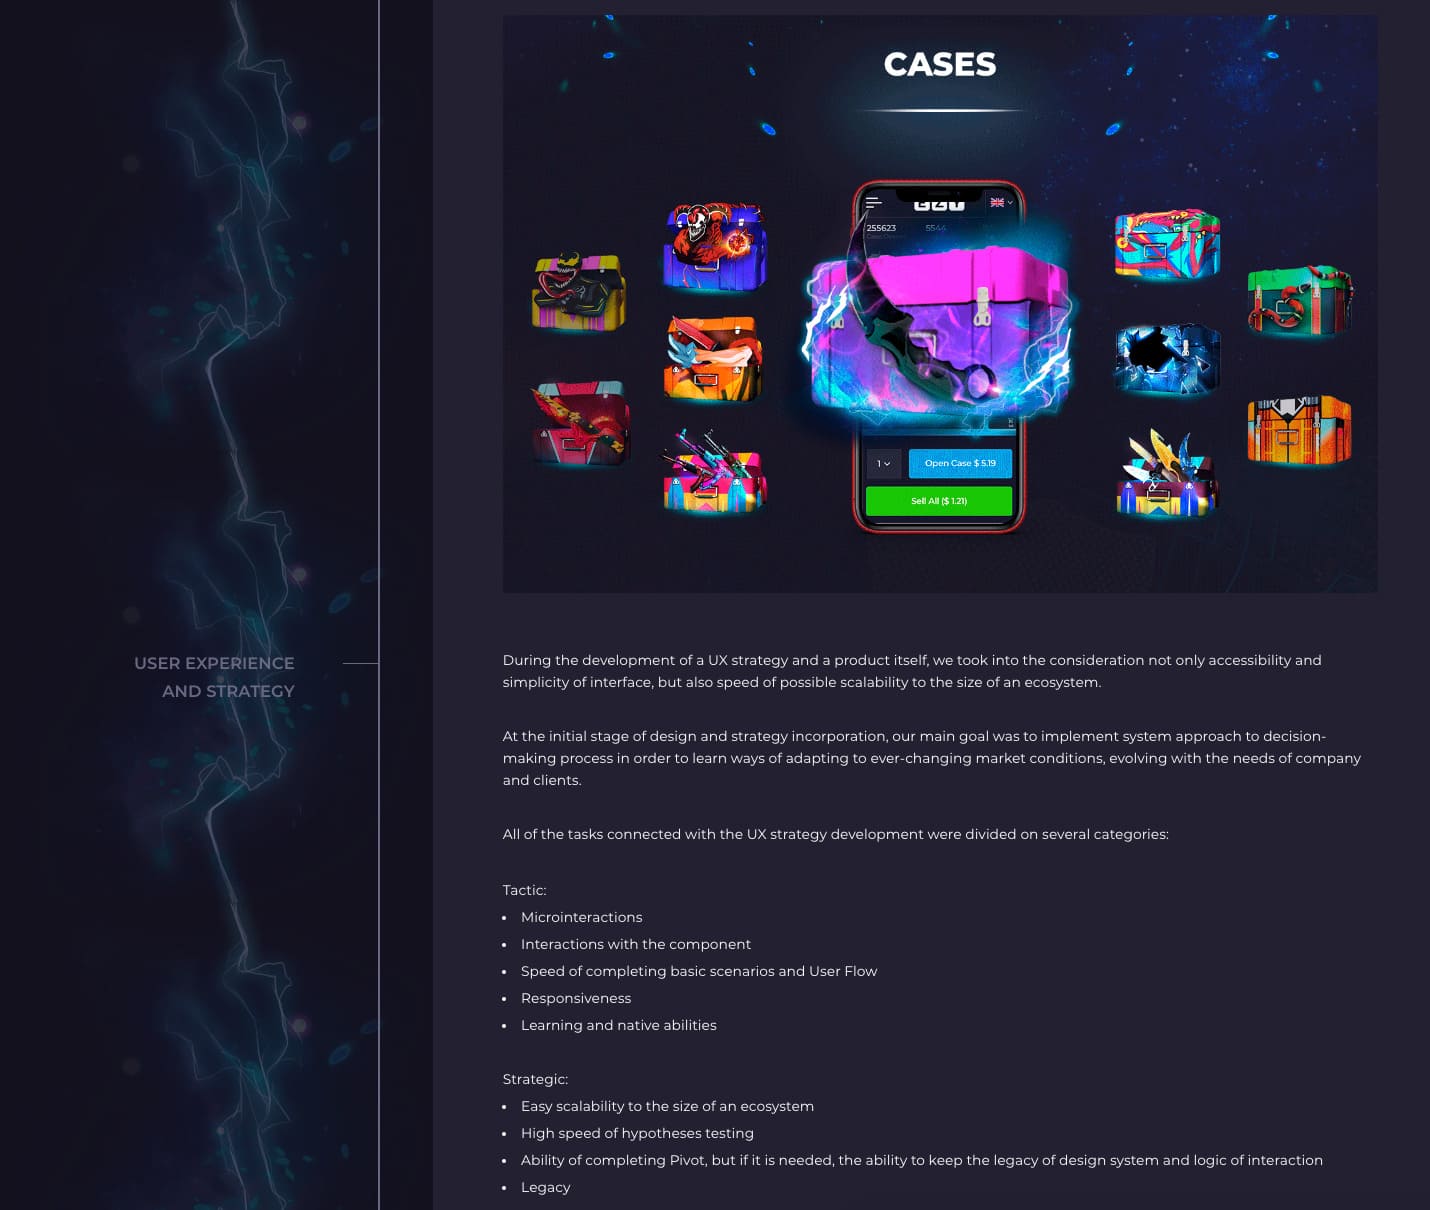 CASES
255623
5544
1
Open Case $ 5.19
Sell All ($ 1.21)
USER EXPERIENCE
AND STRATEGY
During the development of a UX strategy and a product itself, we took into the consideration not only accessibility and
simplicity of interface, but also speed of possible scalability to the size of an ecosystem.
At the initial stage of design and strategy incorporation, our main goal was to implement system approach to decision-
making process in order to learn ways of adapting to ever-changing market conditions, evolving with the needs of company
and clients.
All of the tasks connected with the UX strategy development were divided on several categories:
Tactic:
• Microinteractions
• Interactions with the component
• Speed of completing basic scenarios and User Flow
• Responsiveness
• Learning and native abilities
Strategic:
• Easy scalability to the size of an ecosystem
• High speed of hypotheses testing
• Ability of completing Pivot, but if it is needed, the ability to keep the legacy of design system and logic of interaction
• Legacy